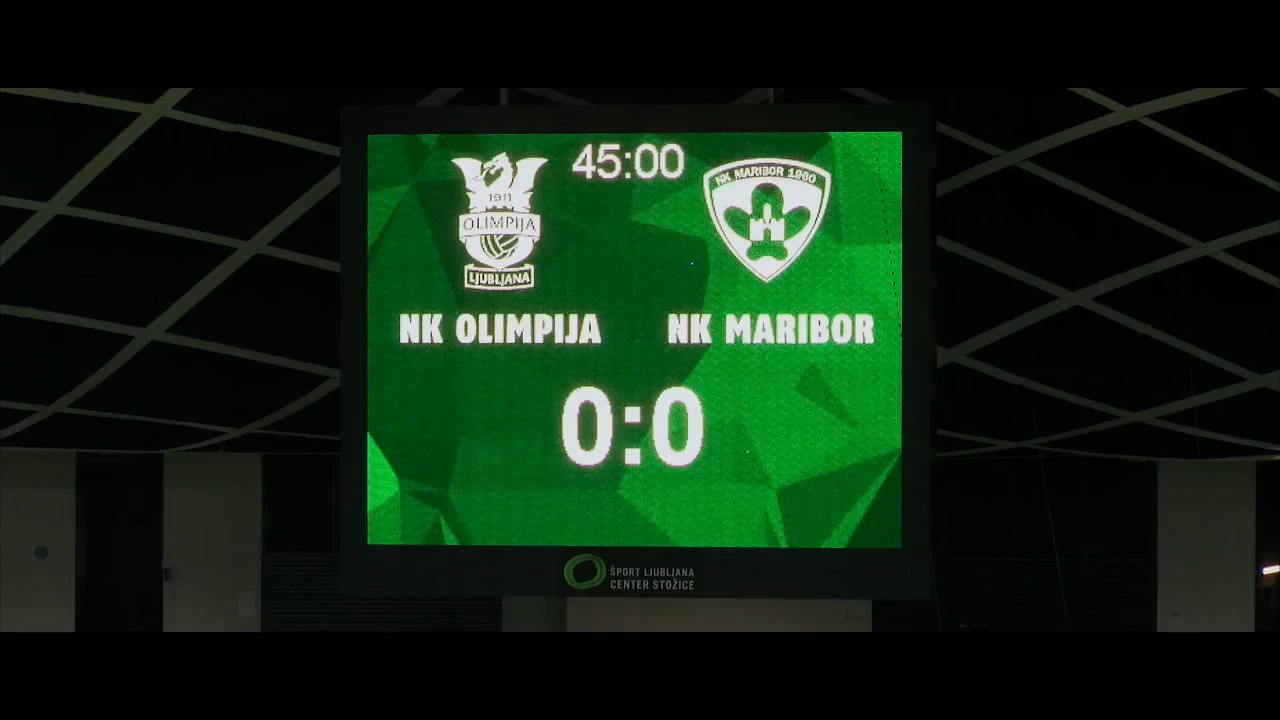 45:00
1911
OLIMPIJA
LJUBLJANA
NK MARIBOR 1960
NK OLIMPIJA
NK MARIBOR
0:0
ŠPORT LJUBLJANA
CENTER STOŽICE